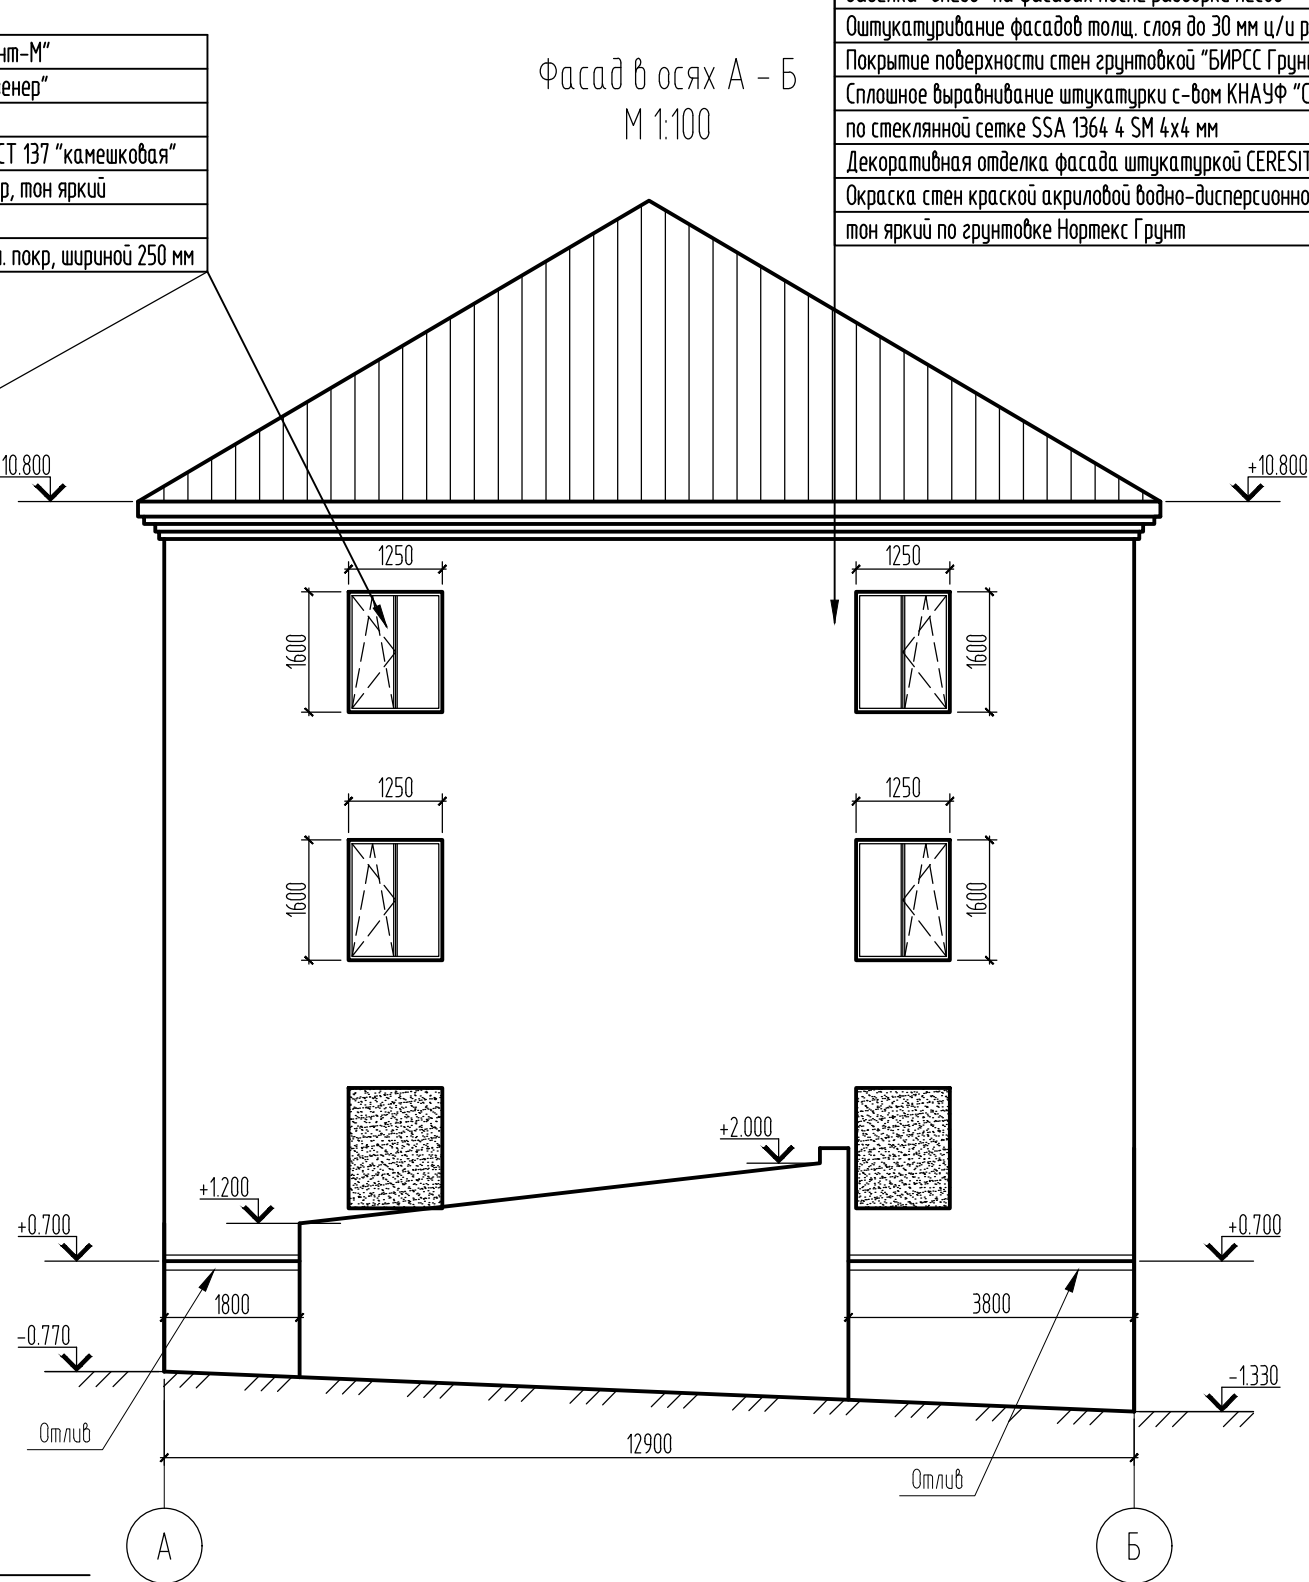 нт-М"
енер"
СТ 137 "камешковая"
р, тон яркий
. покр, шириной 250 мм
Фасад в осях А - Б
М 1:100
Оштукатуривание фасадов толщ. слоя до 30 мм ц/и р
Покрытие поверхности стен грунтовкой "БИРСС Грун
Сплошное выравнивание штукатурки с-вом КНАУФ "С
по стеклянной сетке SSA 1364 4 SM 4x4 мм
Декоративная отделка фасада штукатуркой CERESIT
Окраска стен краской акриловой водно-дисперсионно
тон яркий по грунтовке Нортекс Грунт
10.800
+10.800
1250
1250
1600
1600
1250
1250
1600
1600
+2.000
+1.200
+0.700
+0.700
1800
3800
-0.770
-1.330
Отлив
12900
Отлив
А
Б